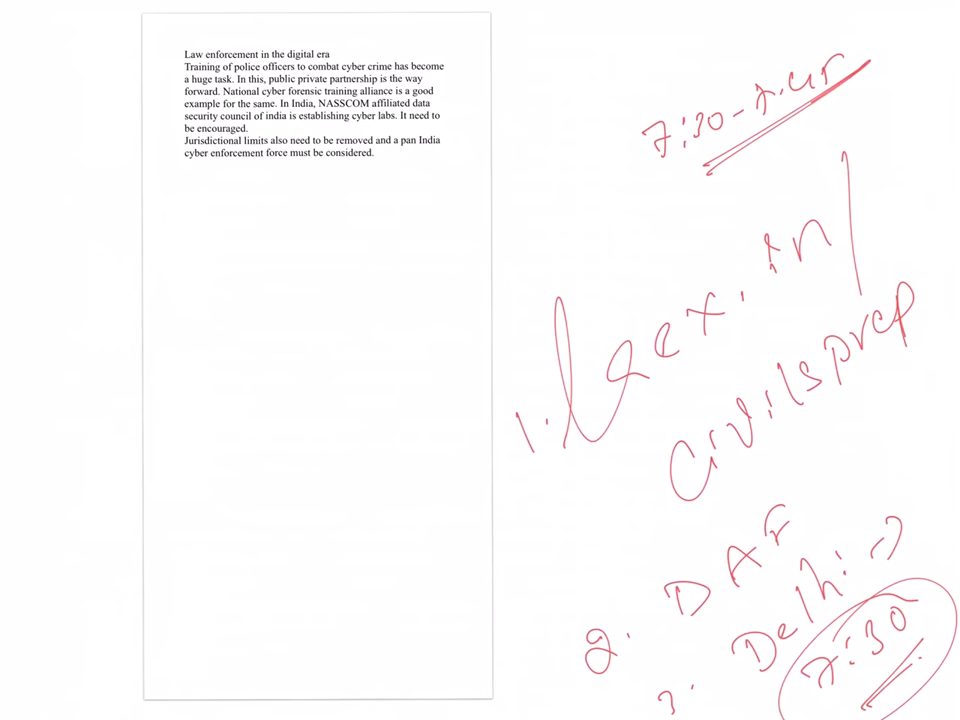 Law enforcement in the digital era
Training of police officers to combat cyber crime has become
a huge task. In this, public private partnership is the way
forward. National cyber forensic training alliance is a good
example for the same. In India, NASSCOM affiliated data
security council of india is establishing cyber labs. It need to
be encouraged.
Jurisdictional limits also need to be removed and a pan India
cyber enforcement force must be considered.
7:30 - 7:45
1.
.in/
civilsprep
2. DAF
3. Delhi →
7:30